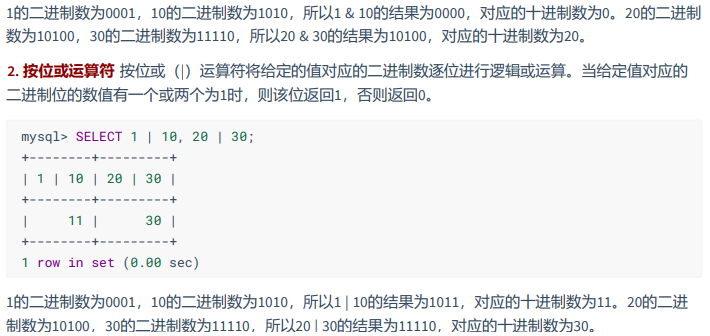 1的二进制数为0001，10的二进制数为1010，所以1 & 10的结果为0000，对应的十进制数为0。20的二进制
数为10100，30的二进制数为11110，所以20 & 30的结果为10100，对应的十进制数为20。
2. 按位或运算符 按位或（|）运算符将给定的值对应的二进制数逐位进行逻辑或运算。当给定值对应的
二进制位的数值有一个或两个为1时，则该位返回1，否则返回0。
mysql> SELECT 1 | 10, 20 | 30;
+--------+---------+
| 1 | 10 | 20 | 30 |
+--------+---------+
|     11 |      30 |
+--------+---------+
1 row in set (0.00 sec)
1的二进制数为0001，10的二进制数为1010，所以1 | 10的结果为1011，对应的十进制数为11。20的二进
制数为10100，30的二进制数为11110，所以20 | 30的结果为11110，对应的十进制数为30。